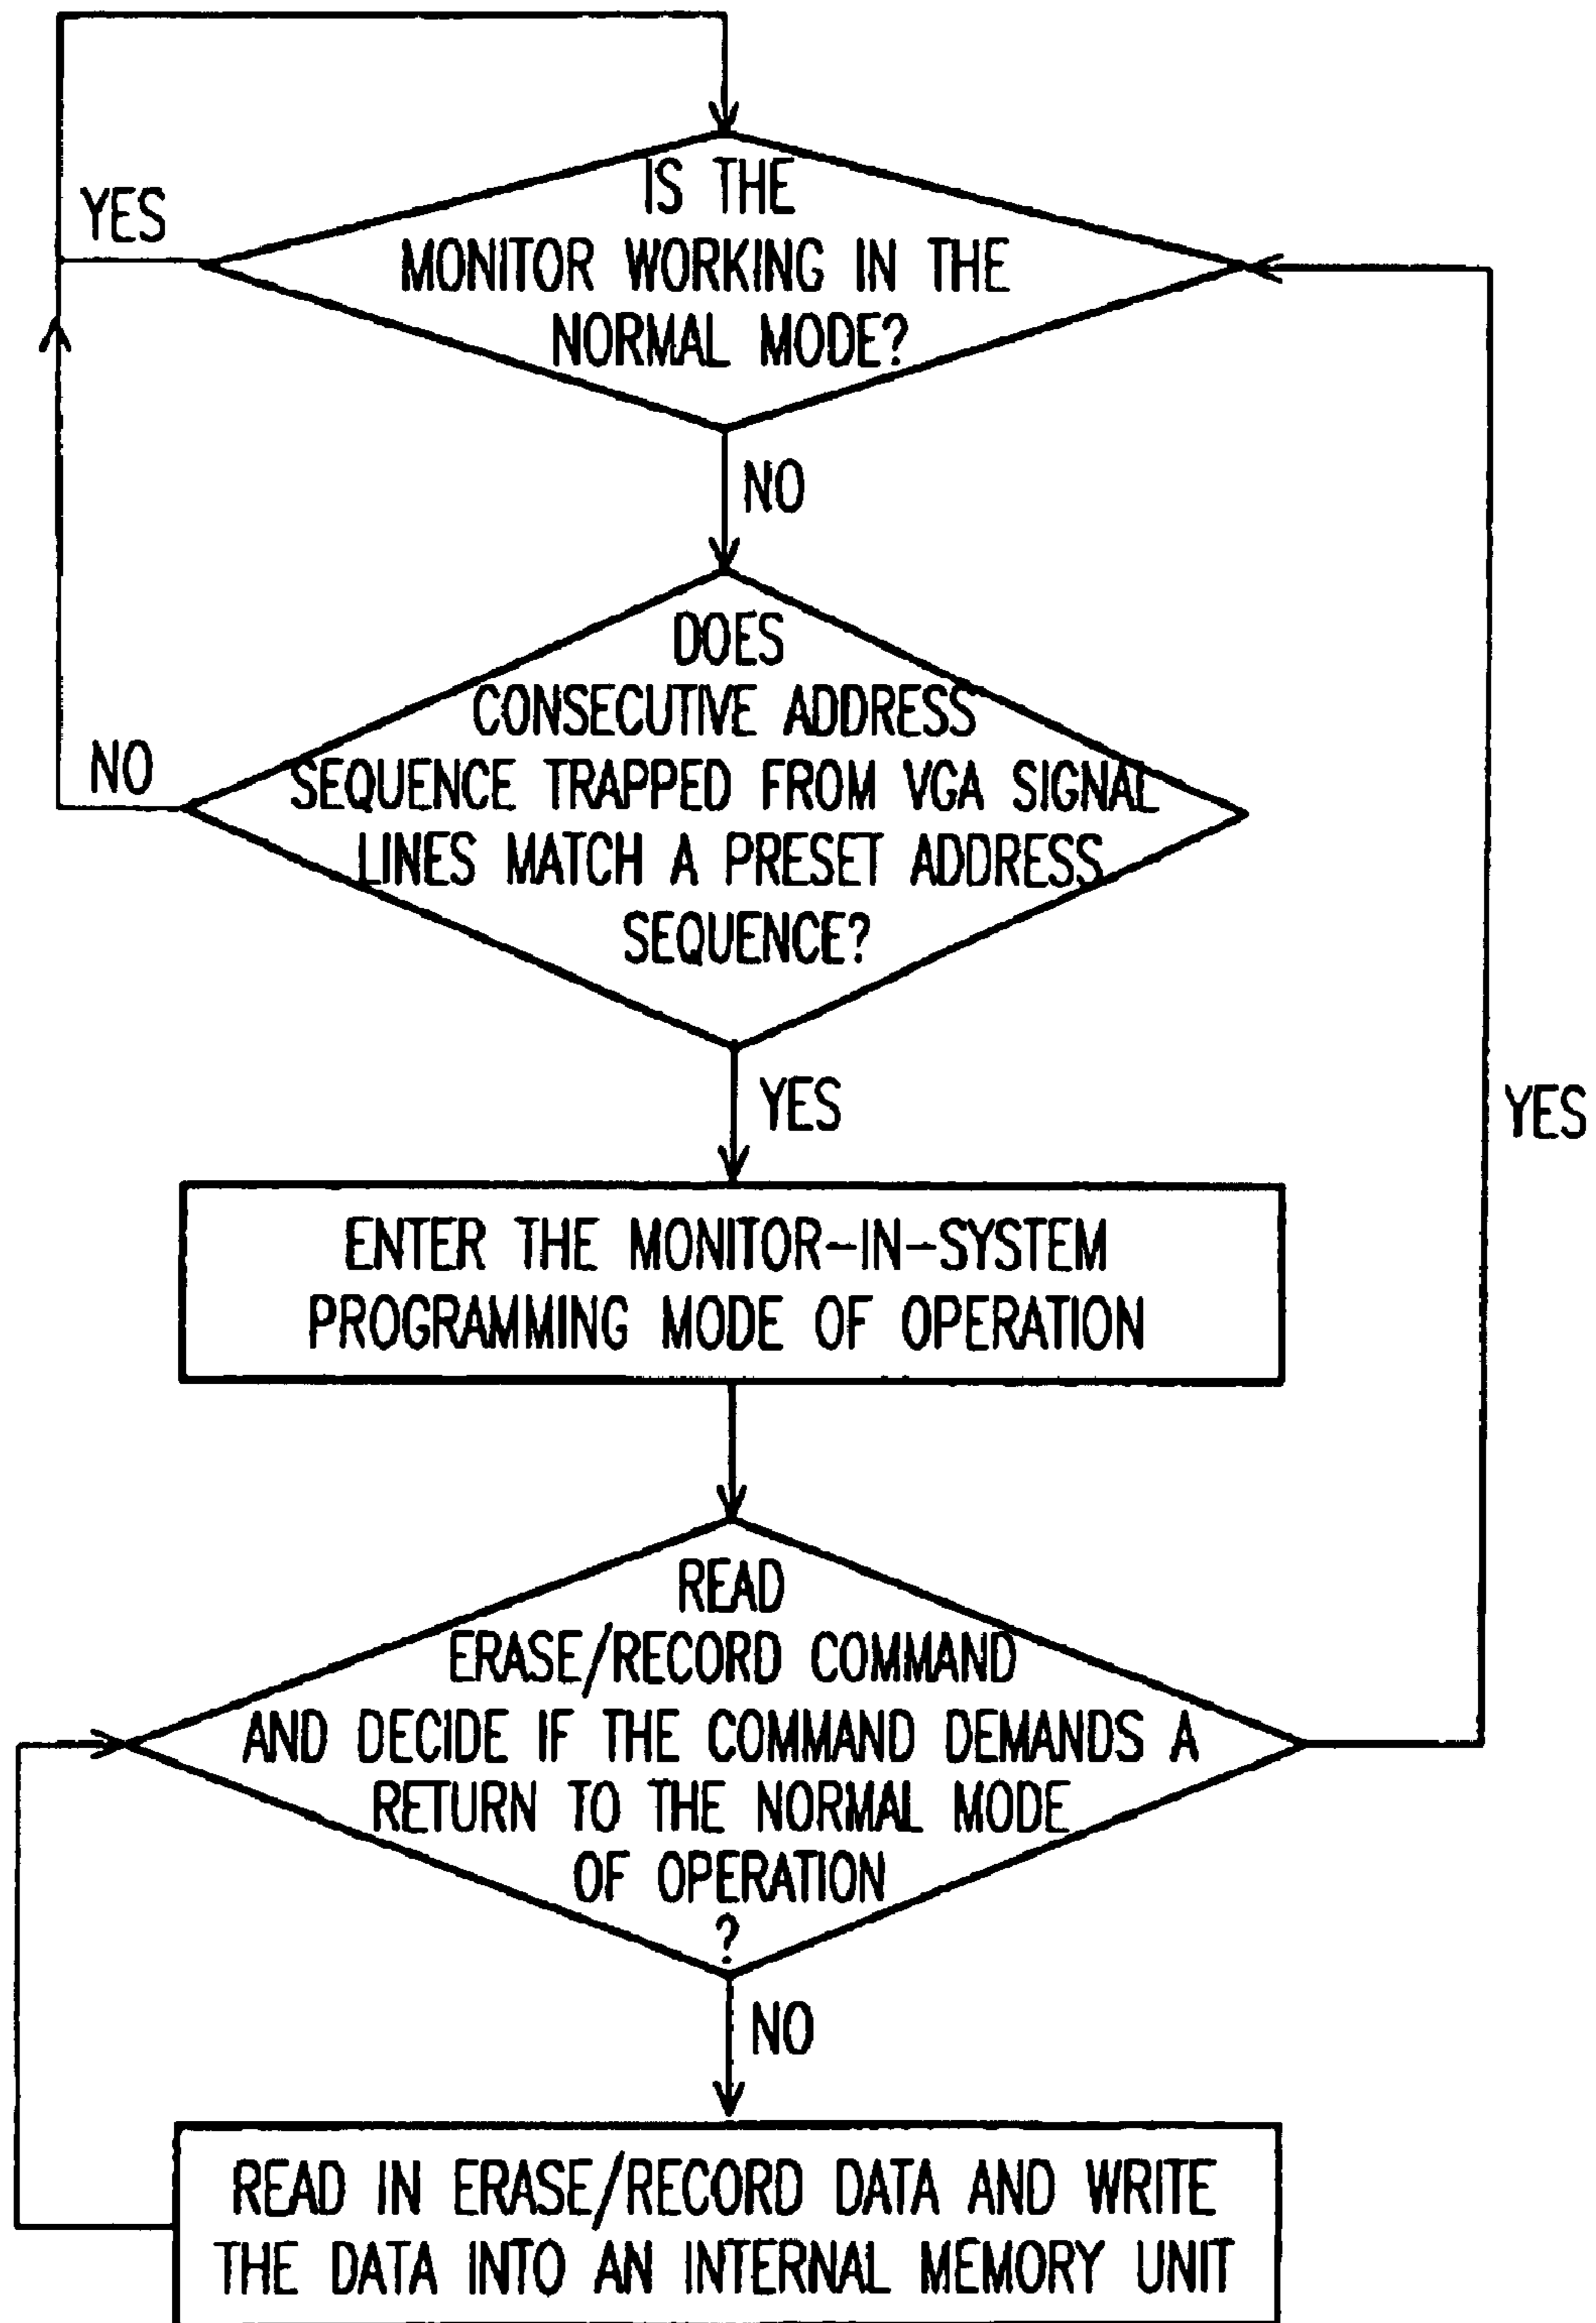 YES
IS THE
MONITOR WORKING IN THE
NORMAL MODE?
NO
DOES
CONSECUTIVE ADDRESS
SEQUENCE TRAPPED FROM VGA SIGNAL
LINES MATCH A PRESET ADDRESS
SEQUENCE?
NO
YES
YES
ENTER THE MONITOR-IN-SYSTEM
PROGRAMMING MODE OF OPERATION
READ
ERASE/RECORD COMMAND
AND DECIDE IF THE COMMAND DEMANDS A
RETURN TO THE NORMAL MODE
OF OPERATION
?
NO
READ IN ERASE/RECORD DATA AND WRITE
THE DATA INTO AN INTERNAL MEMORY UNIT